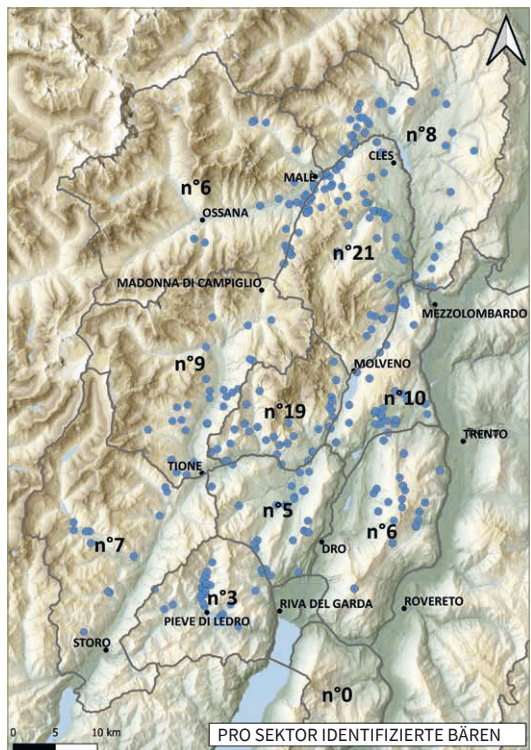 n°8
CLES
MALÈ
n°6
OSSANA
n°21
MADONNA DI CAMPIGLIO
MEZZOLOMBARDO
n°9
MOLVENO
n°19
n°10
TRENTO
TIONE
n°5
n°6
n°7
DRO
n°3
RIVA DEL GARDA
ROVERETO
PIEVE DI LEDRO
STORO
n°0
0 5 10 km
PRO SEKTOR IDENTIFIZIERTE BÄREN